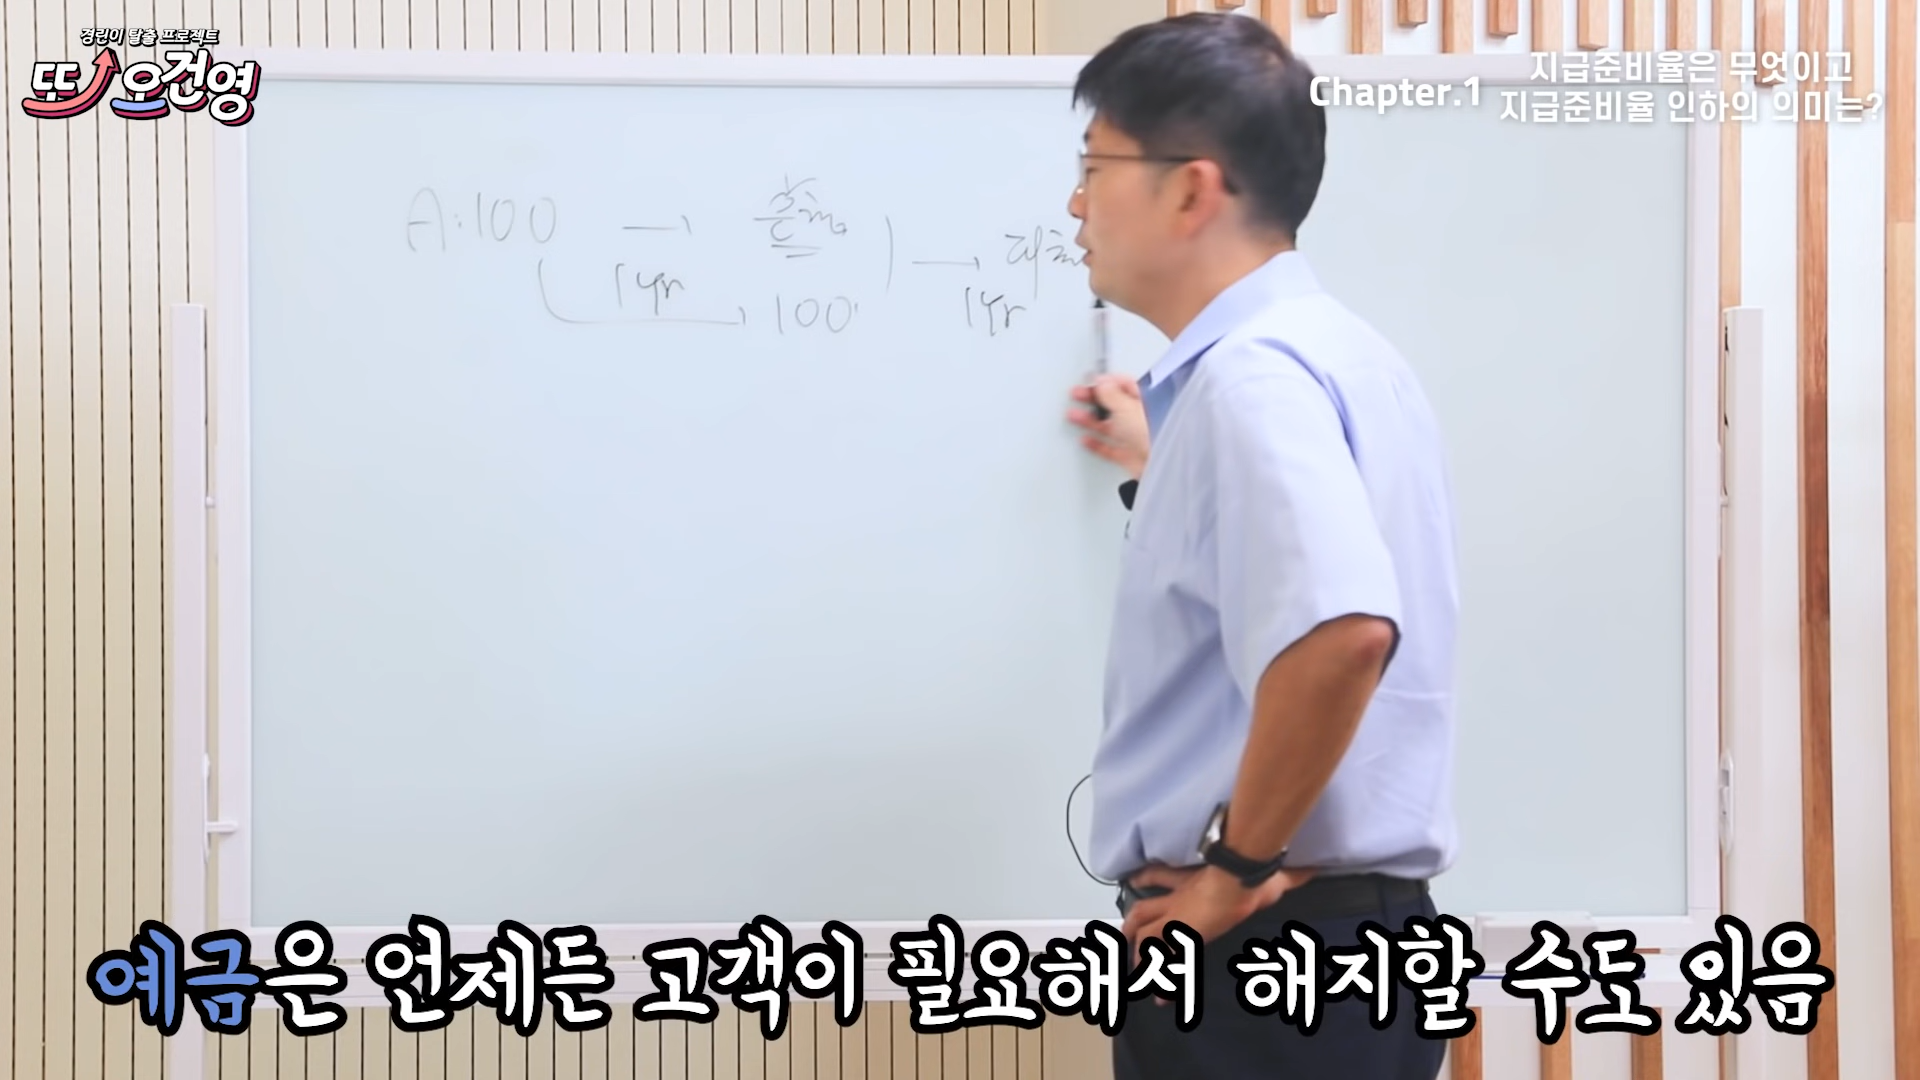 경린이 탈출 프로젝트
또 오건영
Chapter.1
지급준비율은 무엇이고
지급준비율 인하의 의미는?
A:100
1yr
100
1yr
예금은 언제든 고객이 필요해서 해지할 수도 있음